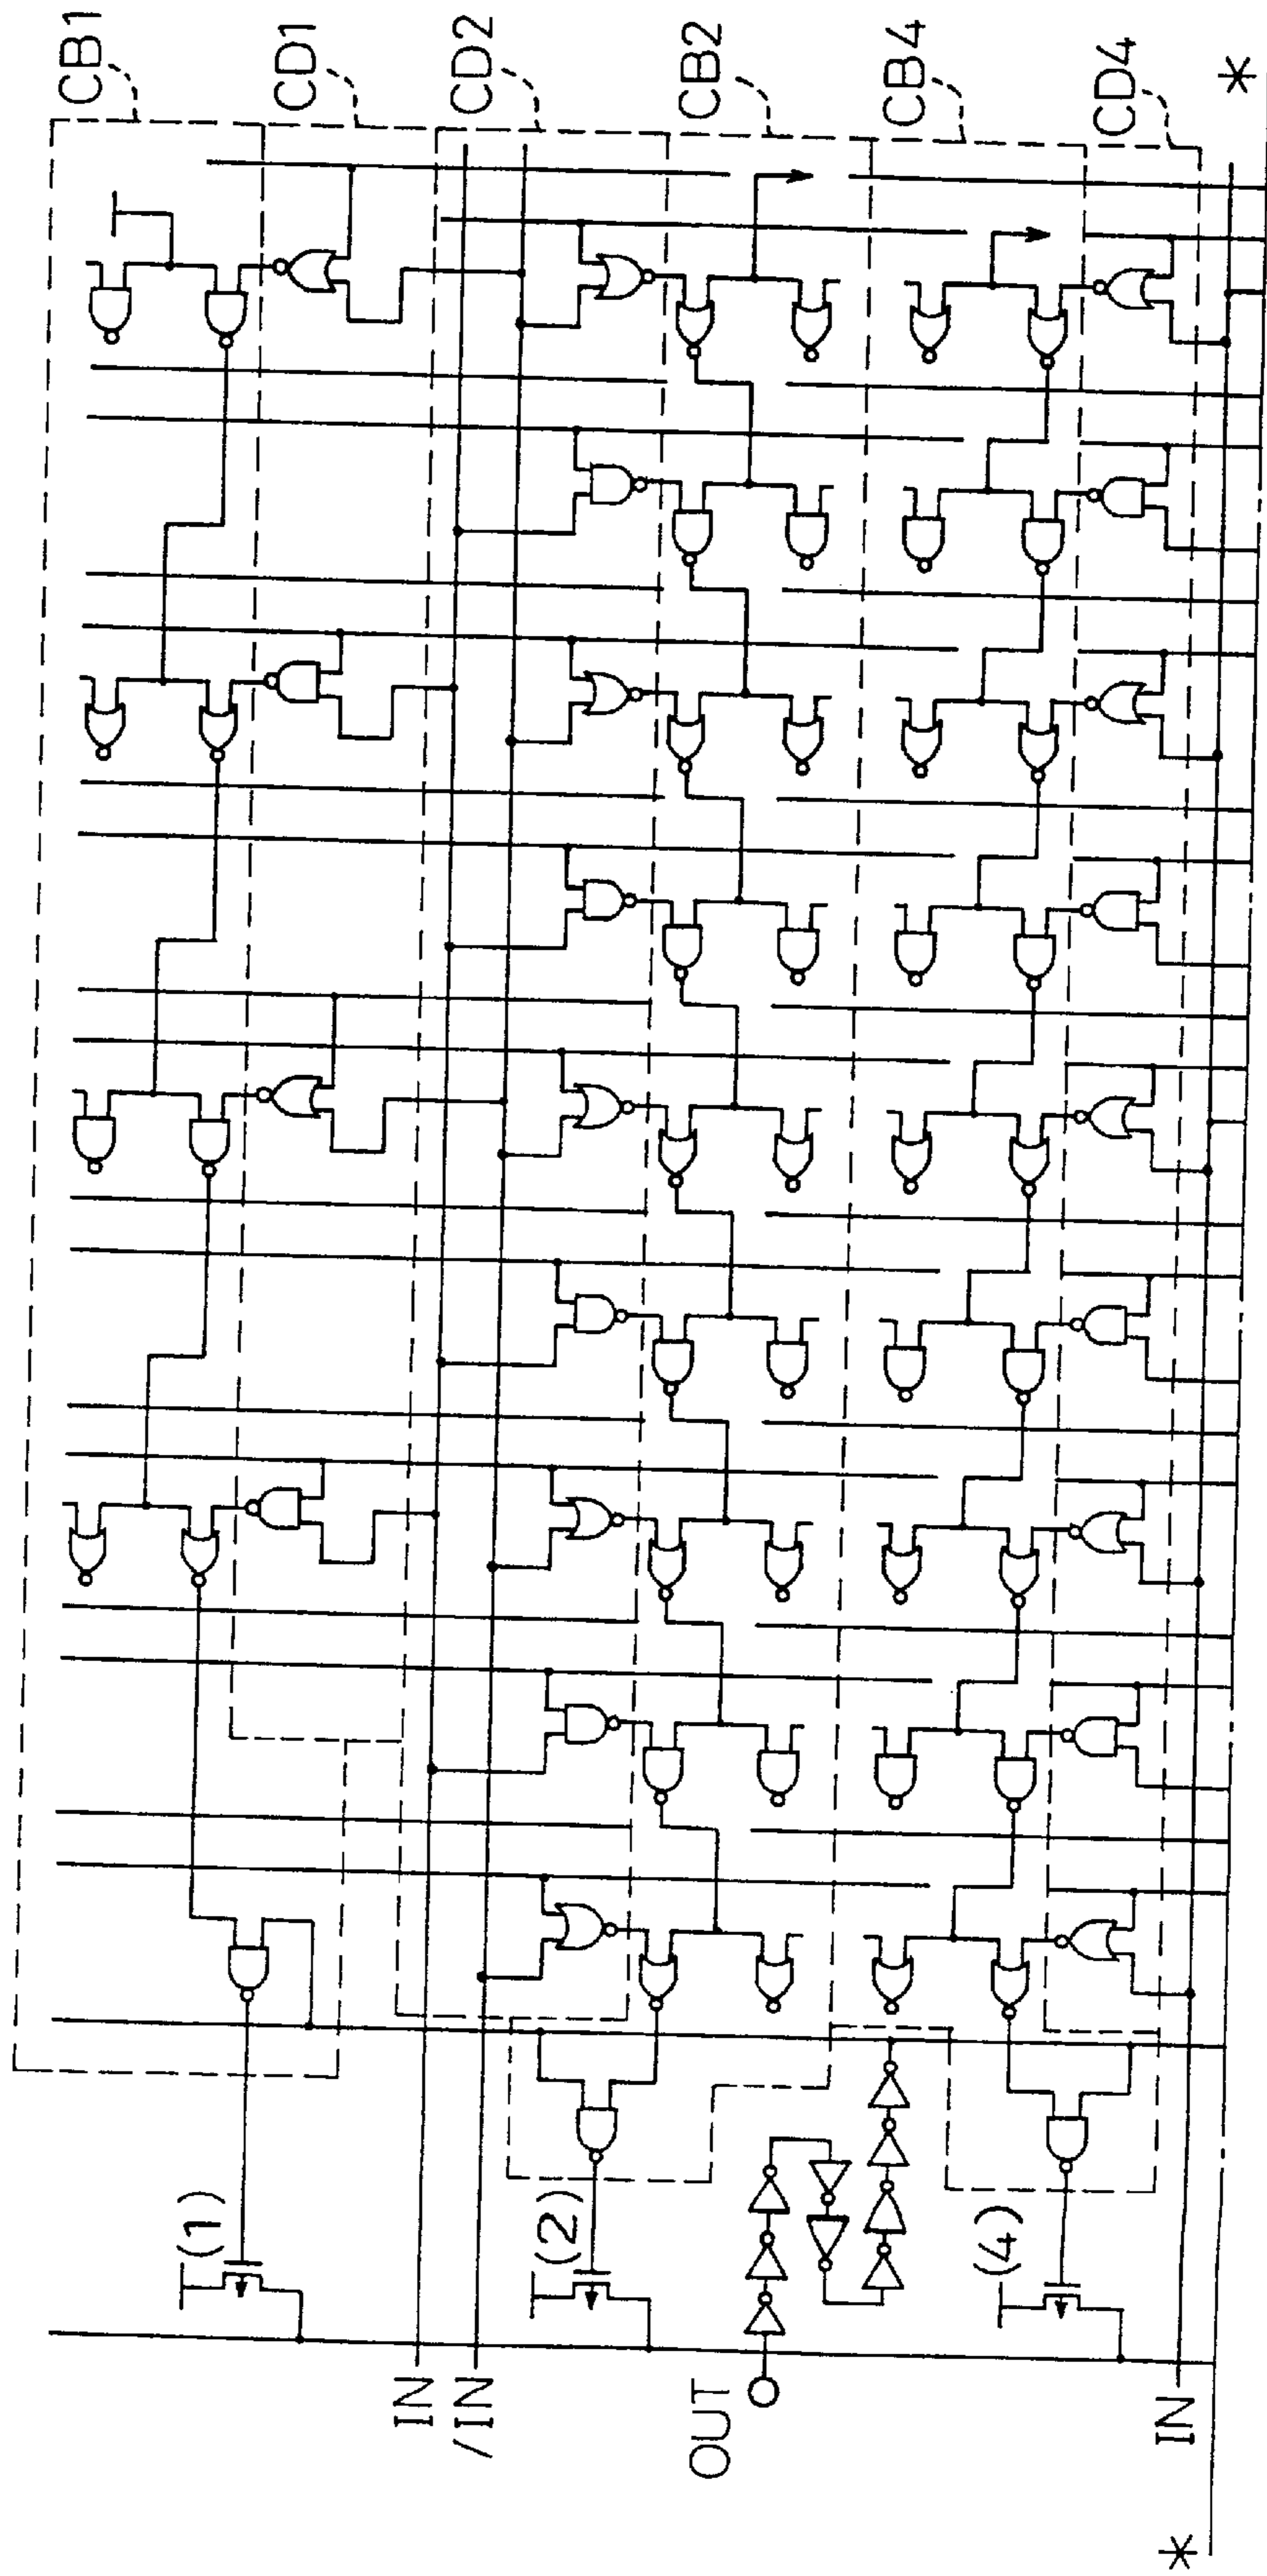 CB1
CD1
CD2
CB2
CB4
CD4
*
(1)
(2)
(4)
IN
/IN
OUT
IN
*